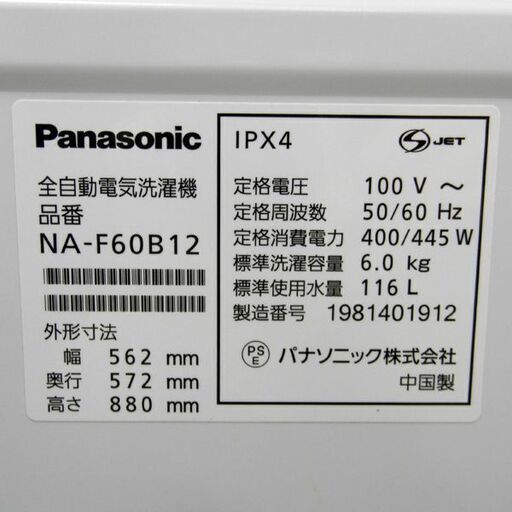 Panasonic
全自動電気洗濯機
品番
NA-F60B12
外形寸法
幅 562 mm
奥行 572 mm
高さ 880 mm
IPX4
S JET
定格電圧 100 V ～
定格周波数 50/60 Hz
定格消費電力 400/445 W
標準洗濯容量 6.0 kg
標準使用水量 116 L
製造番号 1981401912
PS E パナソニック株式会社
中国製